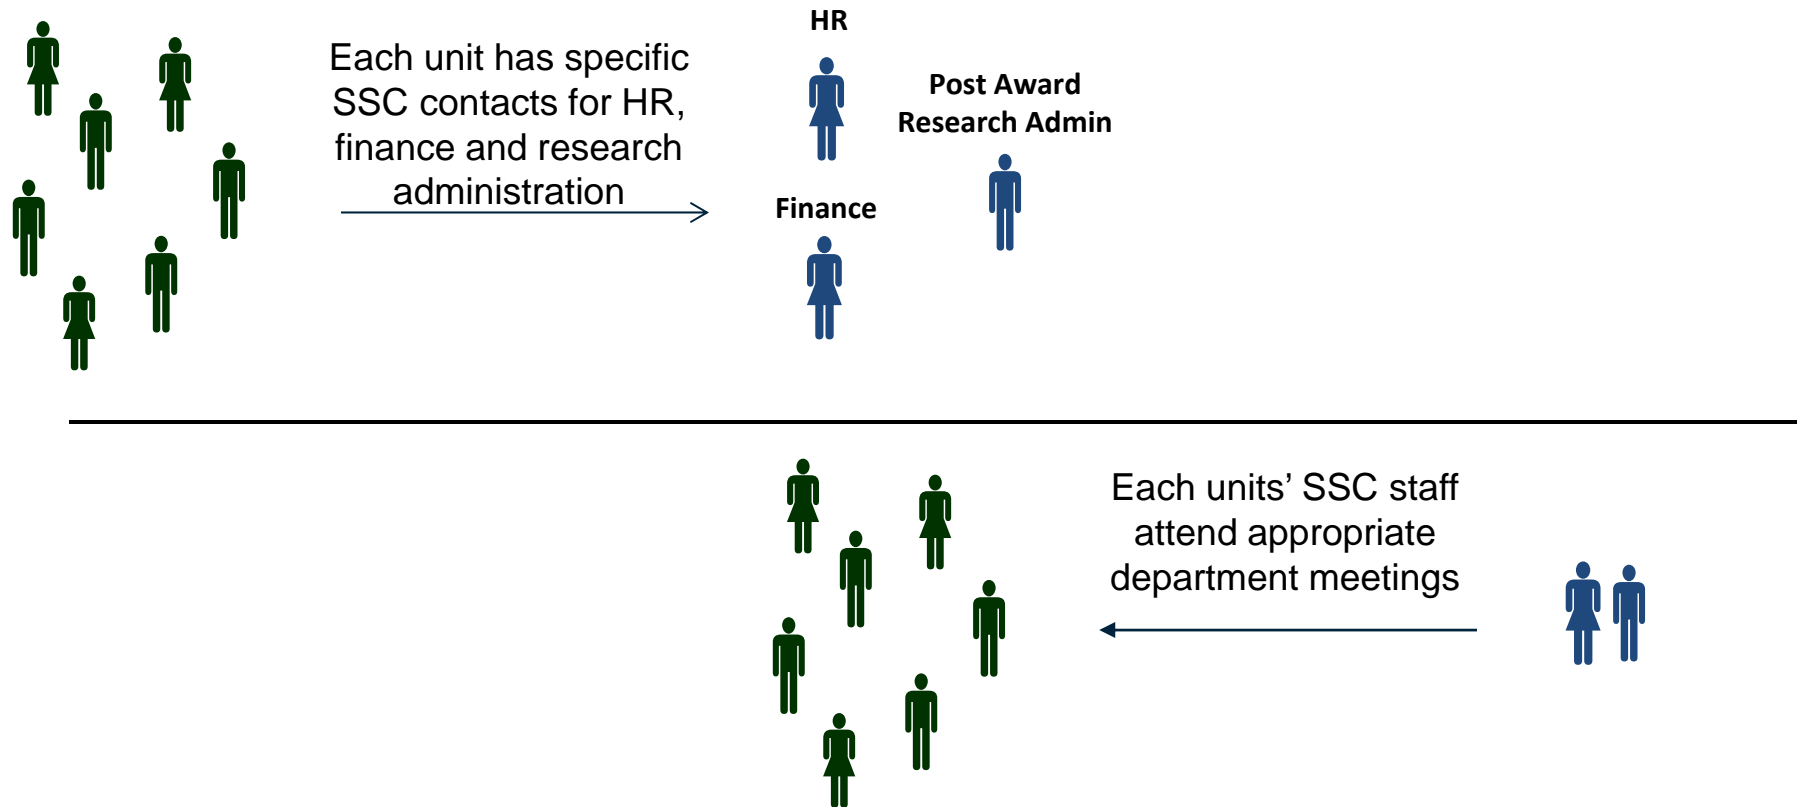 Each unit has specific
SSC contacts for HR,
finance and research
administration
HR
Post Award
Research Admin
Finance
Each units’ SSC staff
attend appropriate
department meetings